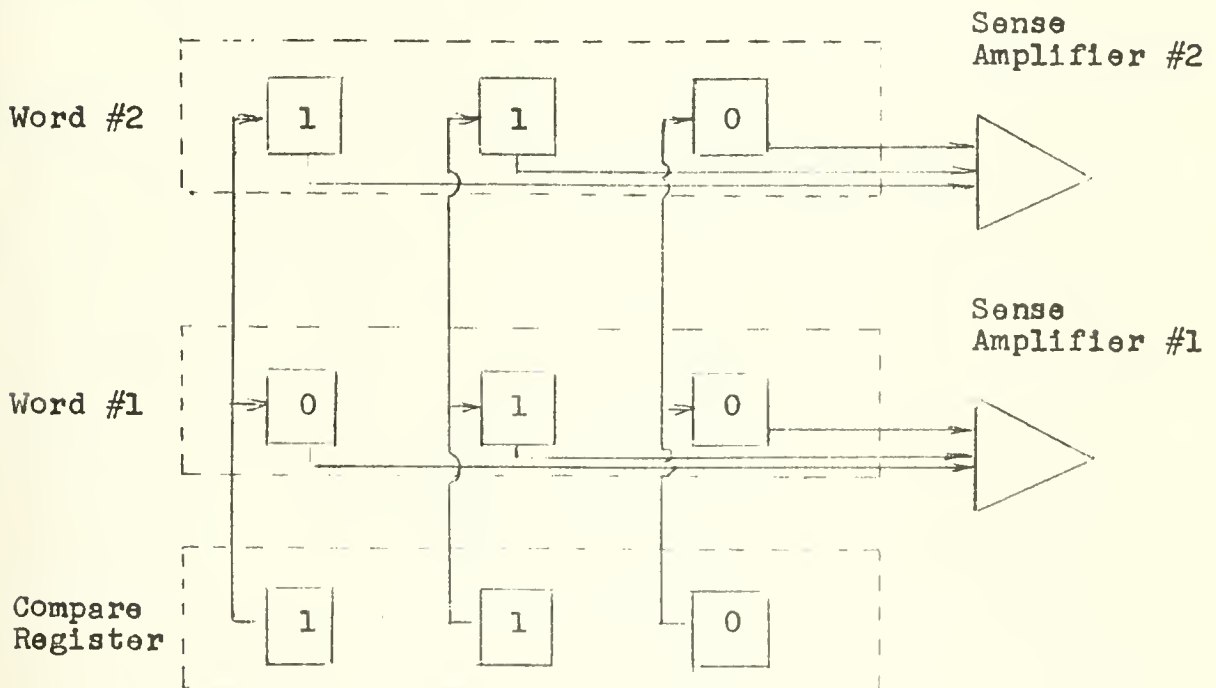 Sense
Amplifier #2
Word #2
1 1 0
Sense
Amplifier #1
Word #1
0 1 0
Compare
Register
1 1 0